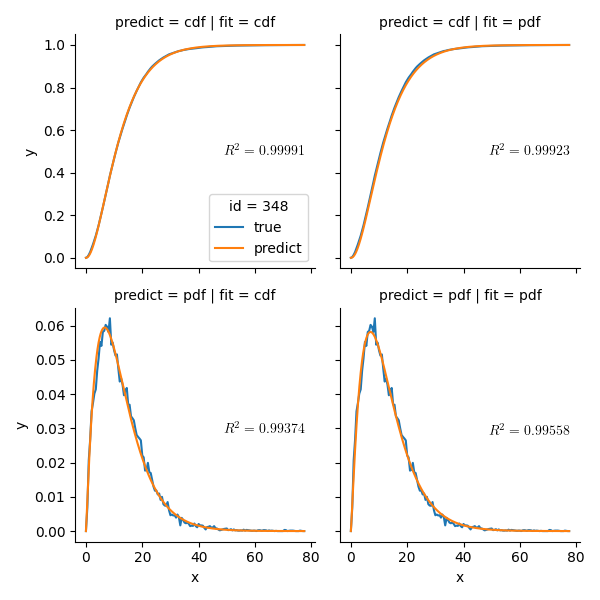 predict = cdf | fit = cdf
predict = cdf | fit = pdf
1.0
0.8
0.6
0.4
0.2
0.0
y
R² = 0.99991
R² = 0.99923
id = 348
true
predict
predict = pdf | fit = cdf
predict = pdf | fit = pdf
0.06
0.05
0.04
0.03
0.02
0.01
0.00
y
R² = 0.99374
R² = 0.99558
0 20 40 60 80
0 20 40 60 80
x
x